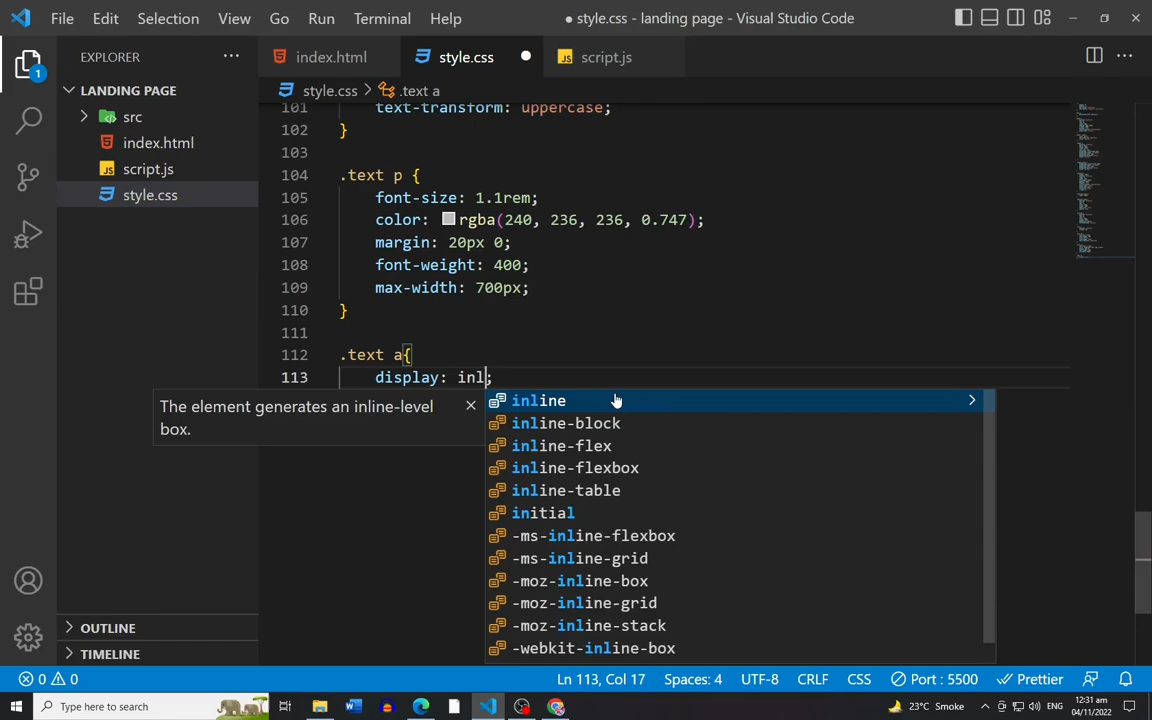 File Edit Selection View Go Run Terminal Help
● style.css - landing page - Visual Studio Code
EXPLORER
index.html
style.css
script.js
LANDING PAGE
style.css > .text a
src
index.html
script.js
style.css
101 text-transform: uppercase;
102 }
103
104 .text p {
105 font-size: 1.1rem;
106 color: rgba(240, 236, 236, 0.747);
107 margin: 20px 0;
108 font-weight: 400;
109 max-width: 700px;
110 }
111
112 .text a{
113 display: inl;
The element generates an inline-level
box.
inline
inline-block
inline-flex
inline-flexbox
inline-table
initial
-ms-inline-flexbox
-ms-inline-grid
-moz-inline-box
-moz-inline-grid
-moz-inline-stack
-webkit-inline-box
1
OUTLINE
TIMELINE
0 0
Ln 113, Col 17 Spaces: 4 UTF-8 CRLF CSS Port : 5500 Prettier
Type here to search
23°C Smoke
ENG
12:31 am
04/11/2022